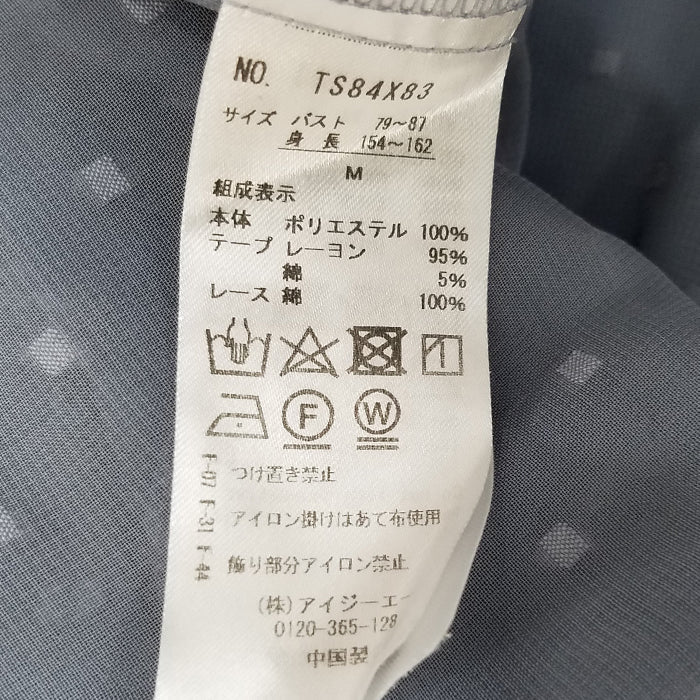 NO. TS84X83
サイズ バスト 79〜87
身長 154〜162
M
組成表示
本体 ポリエステル 100%
テープ レーヨン 95%
綿 5%
レース 綿 100%
F
W
つけ置き禁止
アイロン掛けはあて布使用
飾り部分アイロン禁止
(株)アイジーエー
0120-365-128
中国製
F-07 F-31 F-44